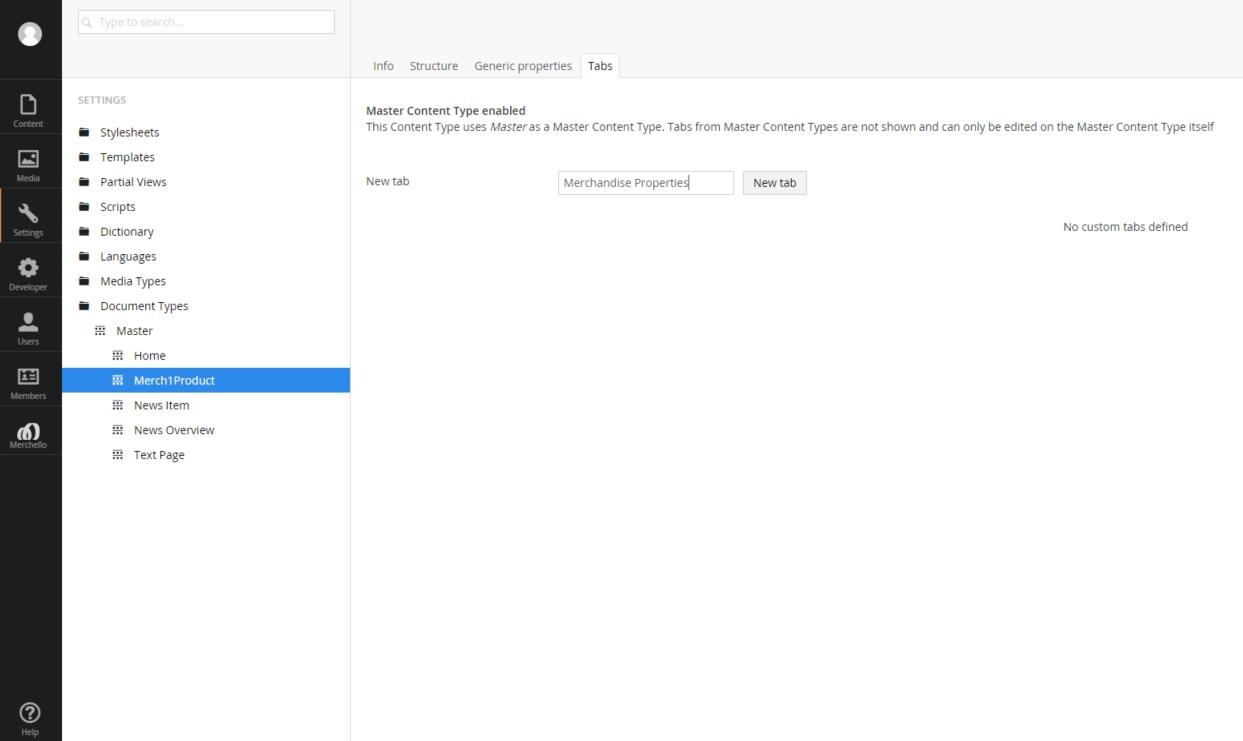 Type to search...
Content
Media
Settings
Developer
Users
Members
Merchello
Help
SETTINGS
Stylesheets
Templates
Partial Views
Scripts
Dictionary
Languages
Media Types
Document Types
Master
Home
Merch1Product
News Item
News Overview
Text Page
Info Structure Generic properties Tabs
Master Content Type enabled
This Content Type uses Master as a Master Content Type. Tabs from Master Content Types are not shown and can only be edited on the Master Content Type itself
New tab Merchandise Properties New tab
No custom tabs defined